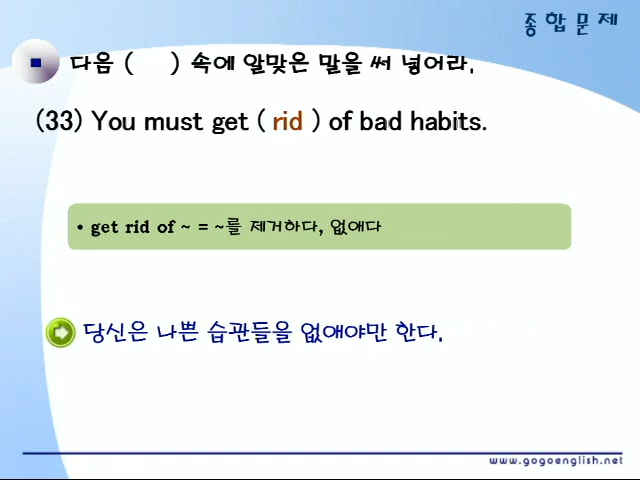 종합문제
다음 (    ) 속에 알맞은 말을 써 넣어라.
(33) You must get ( rid ) of bad habits.
• get rid of ~ = ~를 제거하다, 없애다
당신은 나쁜 습관들을 없애야만 한다.
www.gogoenglish.net